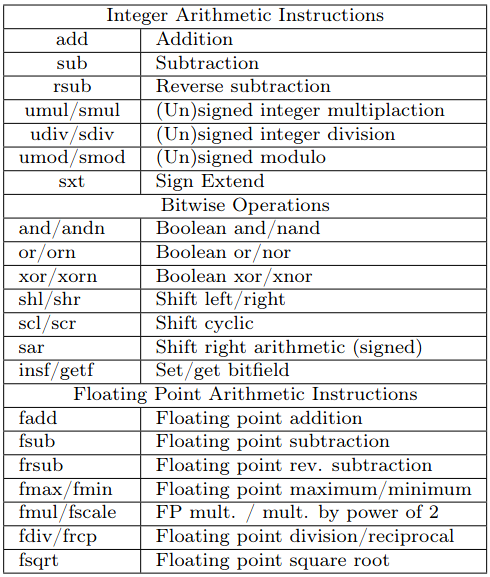 Integer Arithmetic Instructions
add Addition
sub Subtraction
rsub Reverse subtraction
umul/smul (Un)signed integer multiplaction
udiv/sdiv (Un)signed integer division
umod/smod (Un)signed modulo
sxt Sign Extend
Bitwise Operations
and/andn Boolean and/nand
or/orn Boolean or/nor
xor/xorn Boolean xor/xnor
shl/shr Shift left/right
scl/scr Shift cyclic
sar Shift right arithmetic (signed)
insf/getf Set/get bitfield
Floating Point Arithmetic Instructions
fadd Floating point addition
fsub Floating point subtraction
frsub Floating point rev. subtraction
fmax/fmin Floating point maximum/minimum
fmul/fscale FP mult. / mult. by power of 2
fdiv/frcp Floating point division/reciprocal
fsqrt Floating point square root